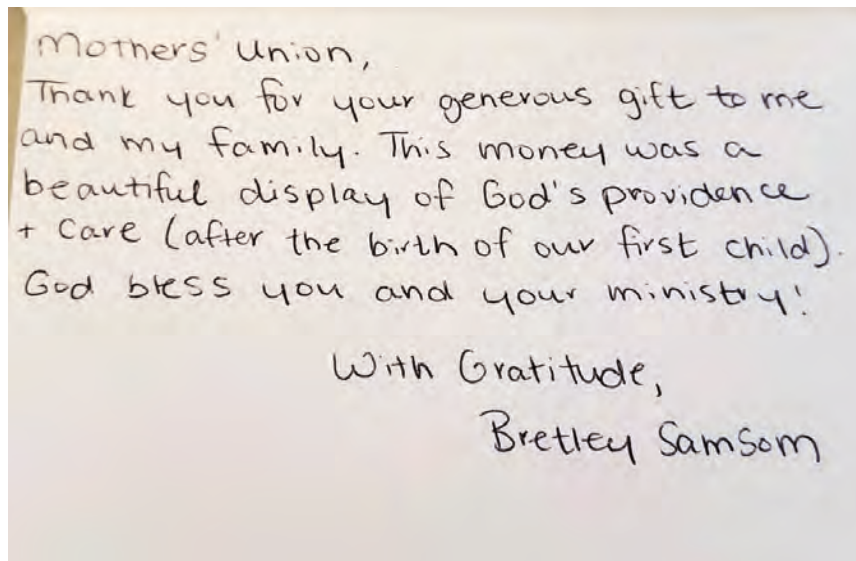 Mothers' Union,
Thank you for your generous gift to me
and my family. This money was a
beautiful display of God's providence
+ Care (after the birth of our first child).
God bless you and your ministry!
With Gratitude,
Bretley Samsom